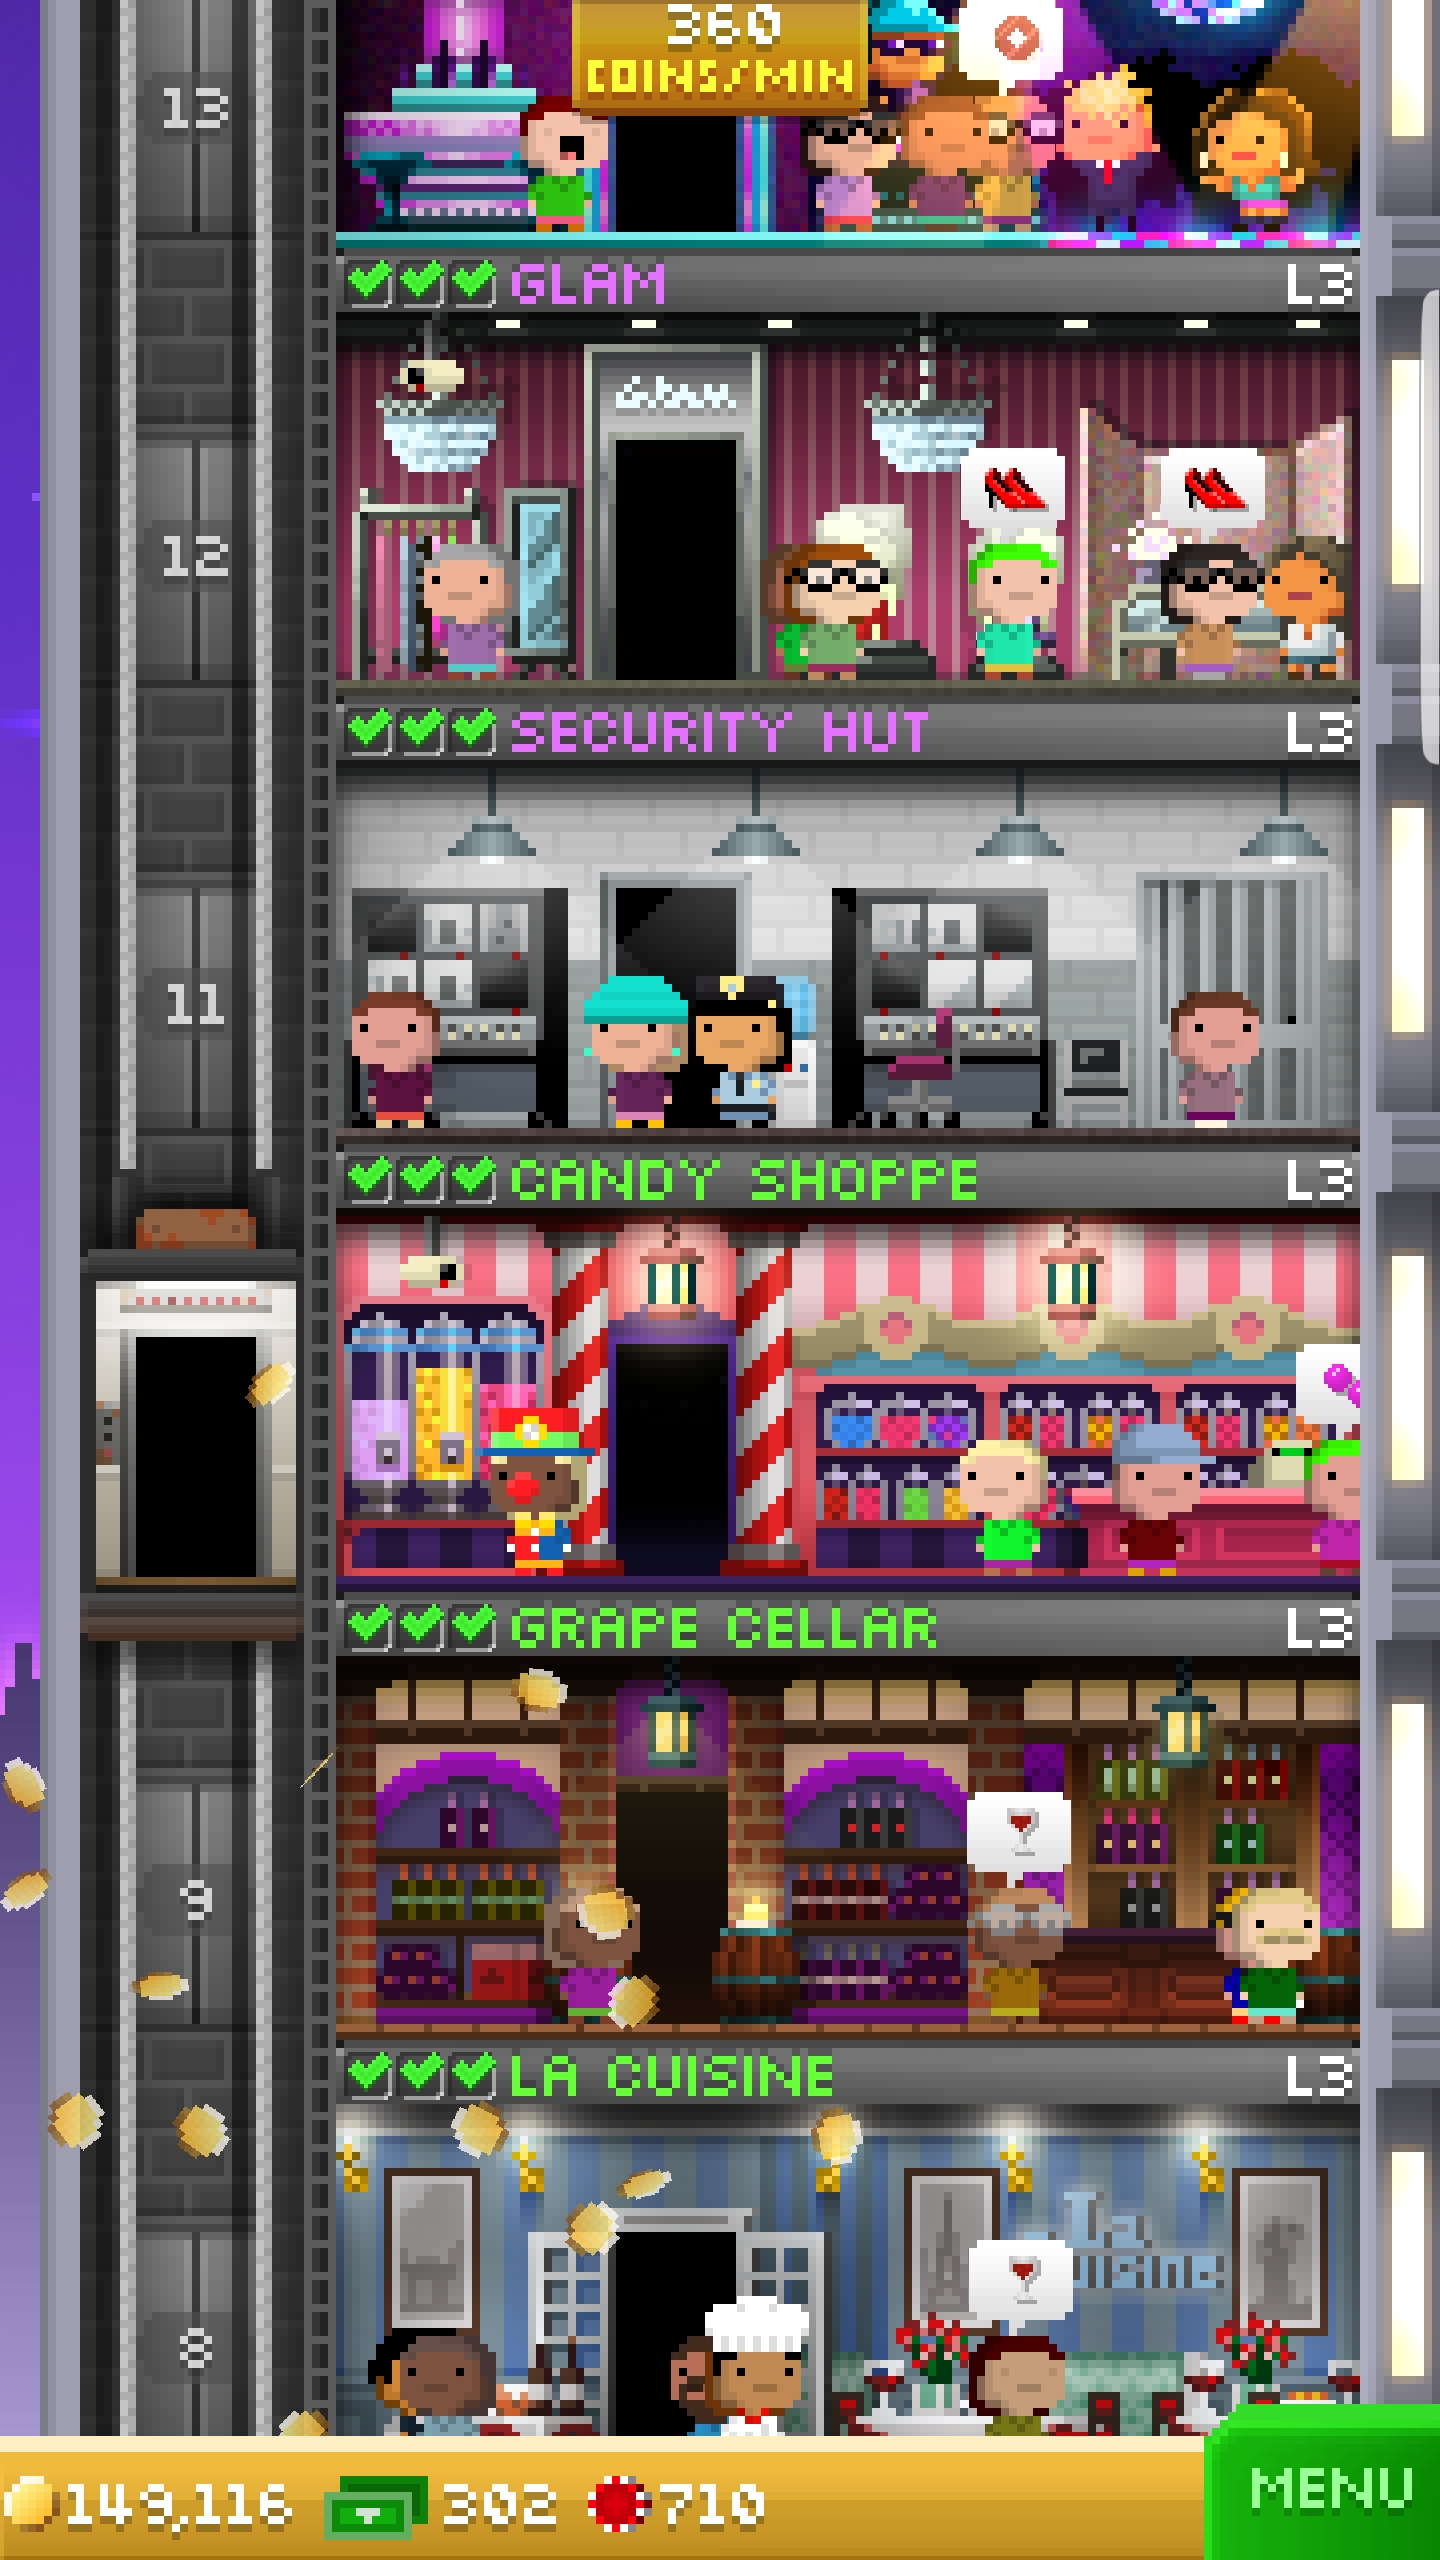 360
COINS/MIN
13
GLAM L3
Glam
12
SECURITY HUT L3
11
CANDY SHOPPE L3
GRAPE CELLAR L3
9
LA CUISINE L3
La
Cuisine
8
149,116 302 710 MENU